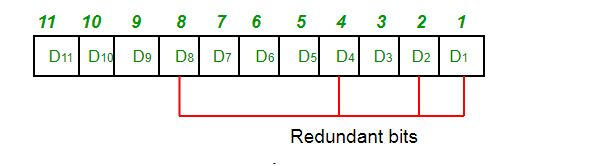 11 10 9 8 7 6 5 4 3 2 1
D11 D10 D9 D8 D7 D6 D5 D4 D3 D2 D1
Redundant bits